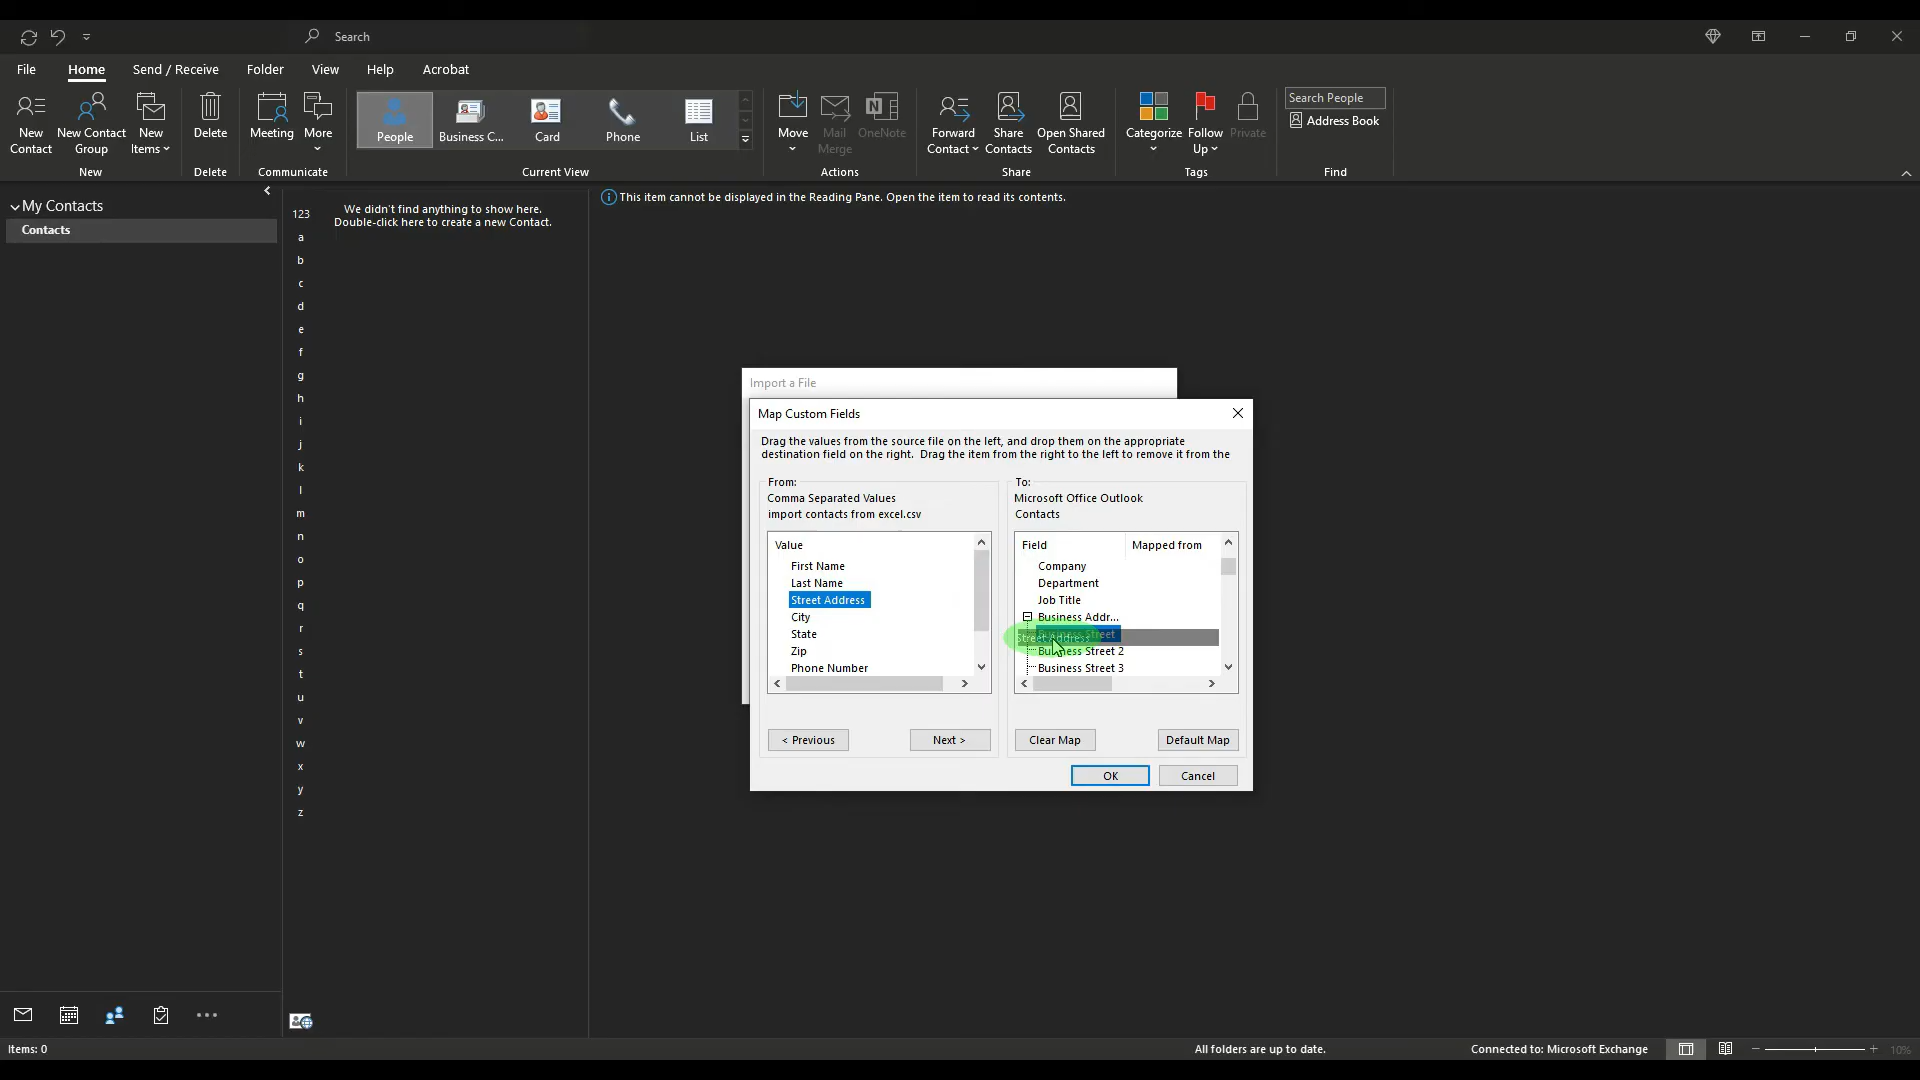 Search
File Home Send / Receive Folder View Help Acrobat
New Contact
New Contact Group
New Items
Delete
Meeting
More
People
Business C...
Card
Phone
List
Move
Mail Merge
OneNote
Forward Contact
Share Contacts
Open Shared Contacts
Categorize
Follow Up
Private
Search People
Address Book
New Delete Communicate Current View Actions Share Tags Find
My Contacts
Contacts
123
a
b
c
d
e
f
g
h
i
j
k
l
m
n
o
p
q
r
s
t
u
v
w
x
y
z
We didn't find anything to show here.
Double-click here to create a new Contact.
This item cannot be displayed in the Reading Pane. Open the item to read its contents.
Import a File
Map Custom Fields
Drag the values from the source file on the left, and drop them on the appropriate
destination field on the right. Drag the item from the right to the left to remove it from the
From:
Comma Separated Values
import contacts from excel.csv
Value
First Name
Last Name
Street Address
City
State
Zip
Phone Number
< Previous
Next >
To:
Microsoft Office Outlook
Contacts
Field Mapped from
Company
Department
Job Title
Business Addr...
Business Street
Street Address
Business Street 2
Business Street 3
Clear Map
Default Map
OK
Cancel
Items: 0
All folders are up to date.
Connected to: Microsoft Exchange
10%